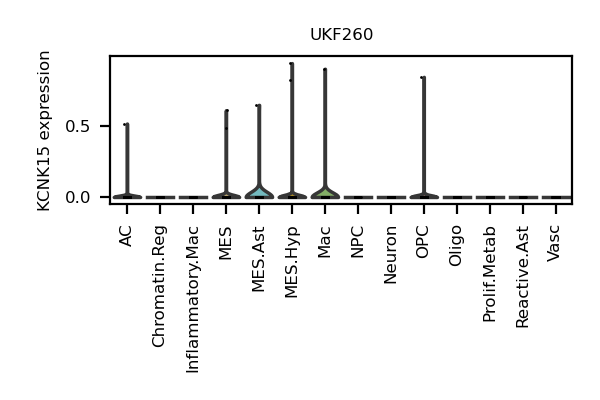 UKF260
KCNK15 expression
0.5
0.0
AC
Chromatin.Reg
Inflammatory.Mac
MES
MES.Ast
MES.Hyp
Mac
NPC
Neuron
OPC
Oligo
Prolif.Metab
Reactive.Ast
Vasc